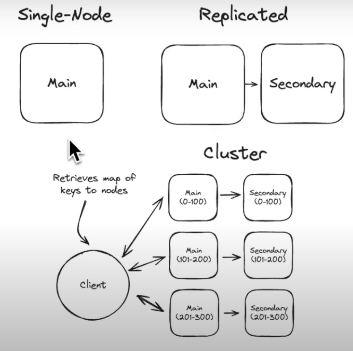 Single-Node
Replicated
Main
Main
Secondary
Cluster
Retrieves map of
keys to nodes
Client
Main
(0-100)
Secondary
(0-100)
Main
(101-200)
Secondary
(101-200)
Main
(201-300)
Secondary
(201-300)